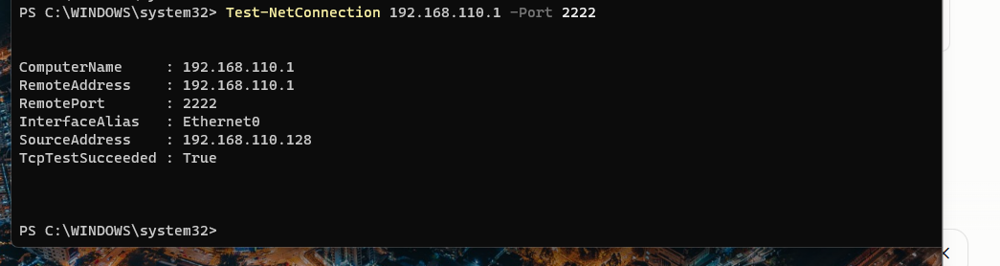 PS C:\WINDOWS\system32> Test-NetConnection 192.168.110.1 -Port 2222
ComputerName     : 192.168.110.1
RemoteAddress    : 192.168.110.1
RemotePort       : 2222
InterfaceAlias   : Ethernet0
SourceAddress    : 192.168.110.128
TcpTestSucceeded : True
PS C:\WINDOWS\system32>